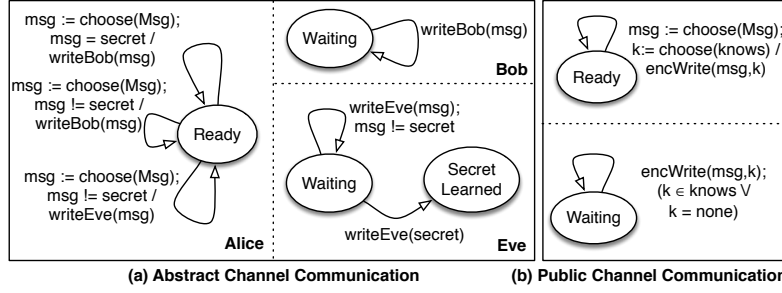 msg := choose(Msg);
msg = secret /
writeBob(msg)
msg := choose(Msg);
msg != secret /
writeBob(msg)
msg := choose(Msg);
msg != secret /
writeEve(msg)
Ready
Alice
Waiting
writeBob(msg)
Bob
writeEve(msg);
msg != secret
Waiting
Secret
Learned
writeEve(secret)
Eve
msg := choose(Msg);
k:= choose(knows) /
encWrite(msg,k)
Ready
encWrite(msg,k);
(k ∈ knows \/
k = none)
Waiting
(a) Abstract Channel Communication
(b) Public Channel Communication